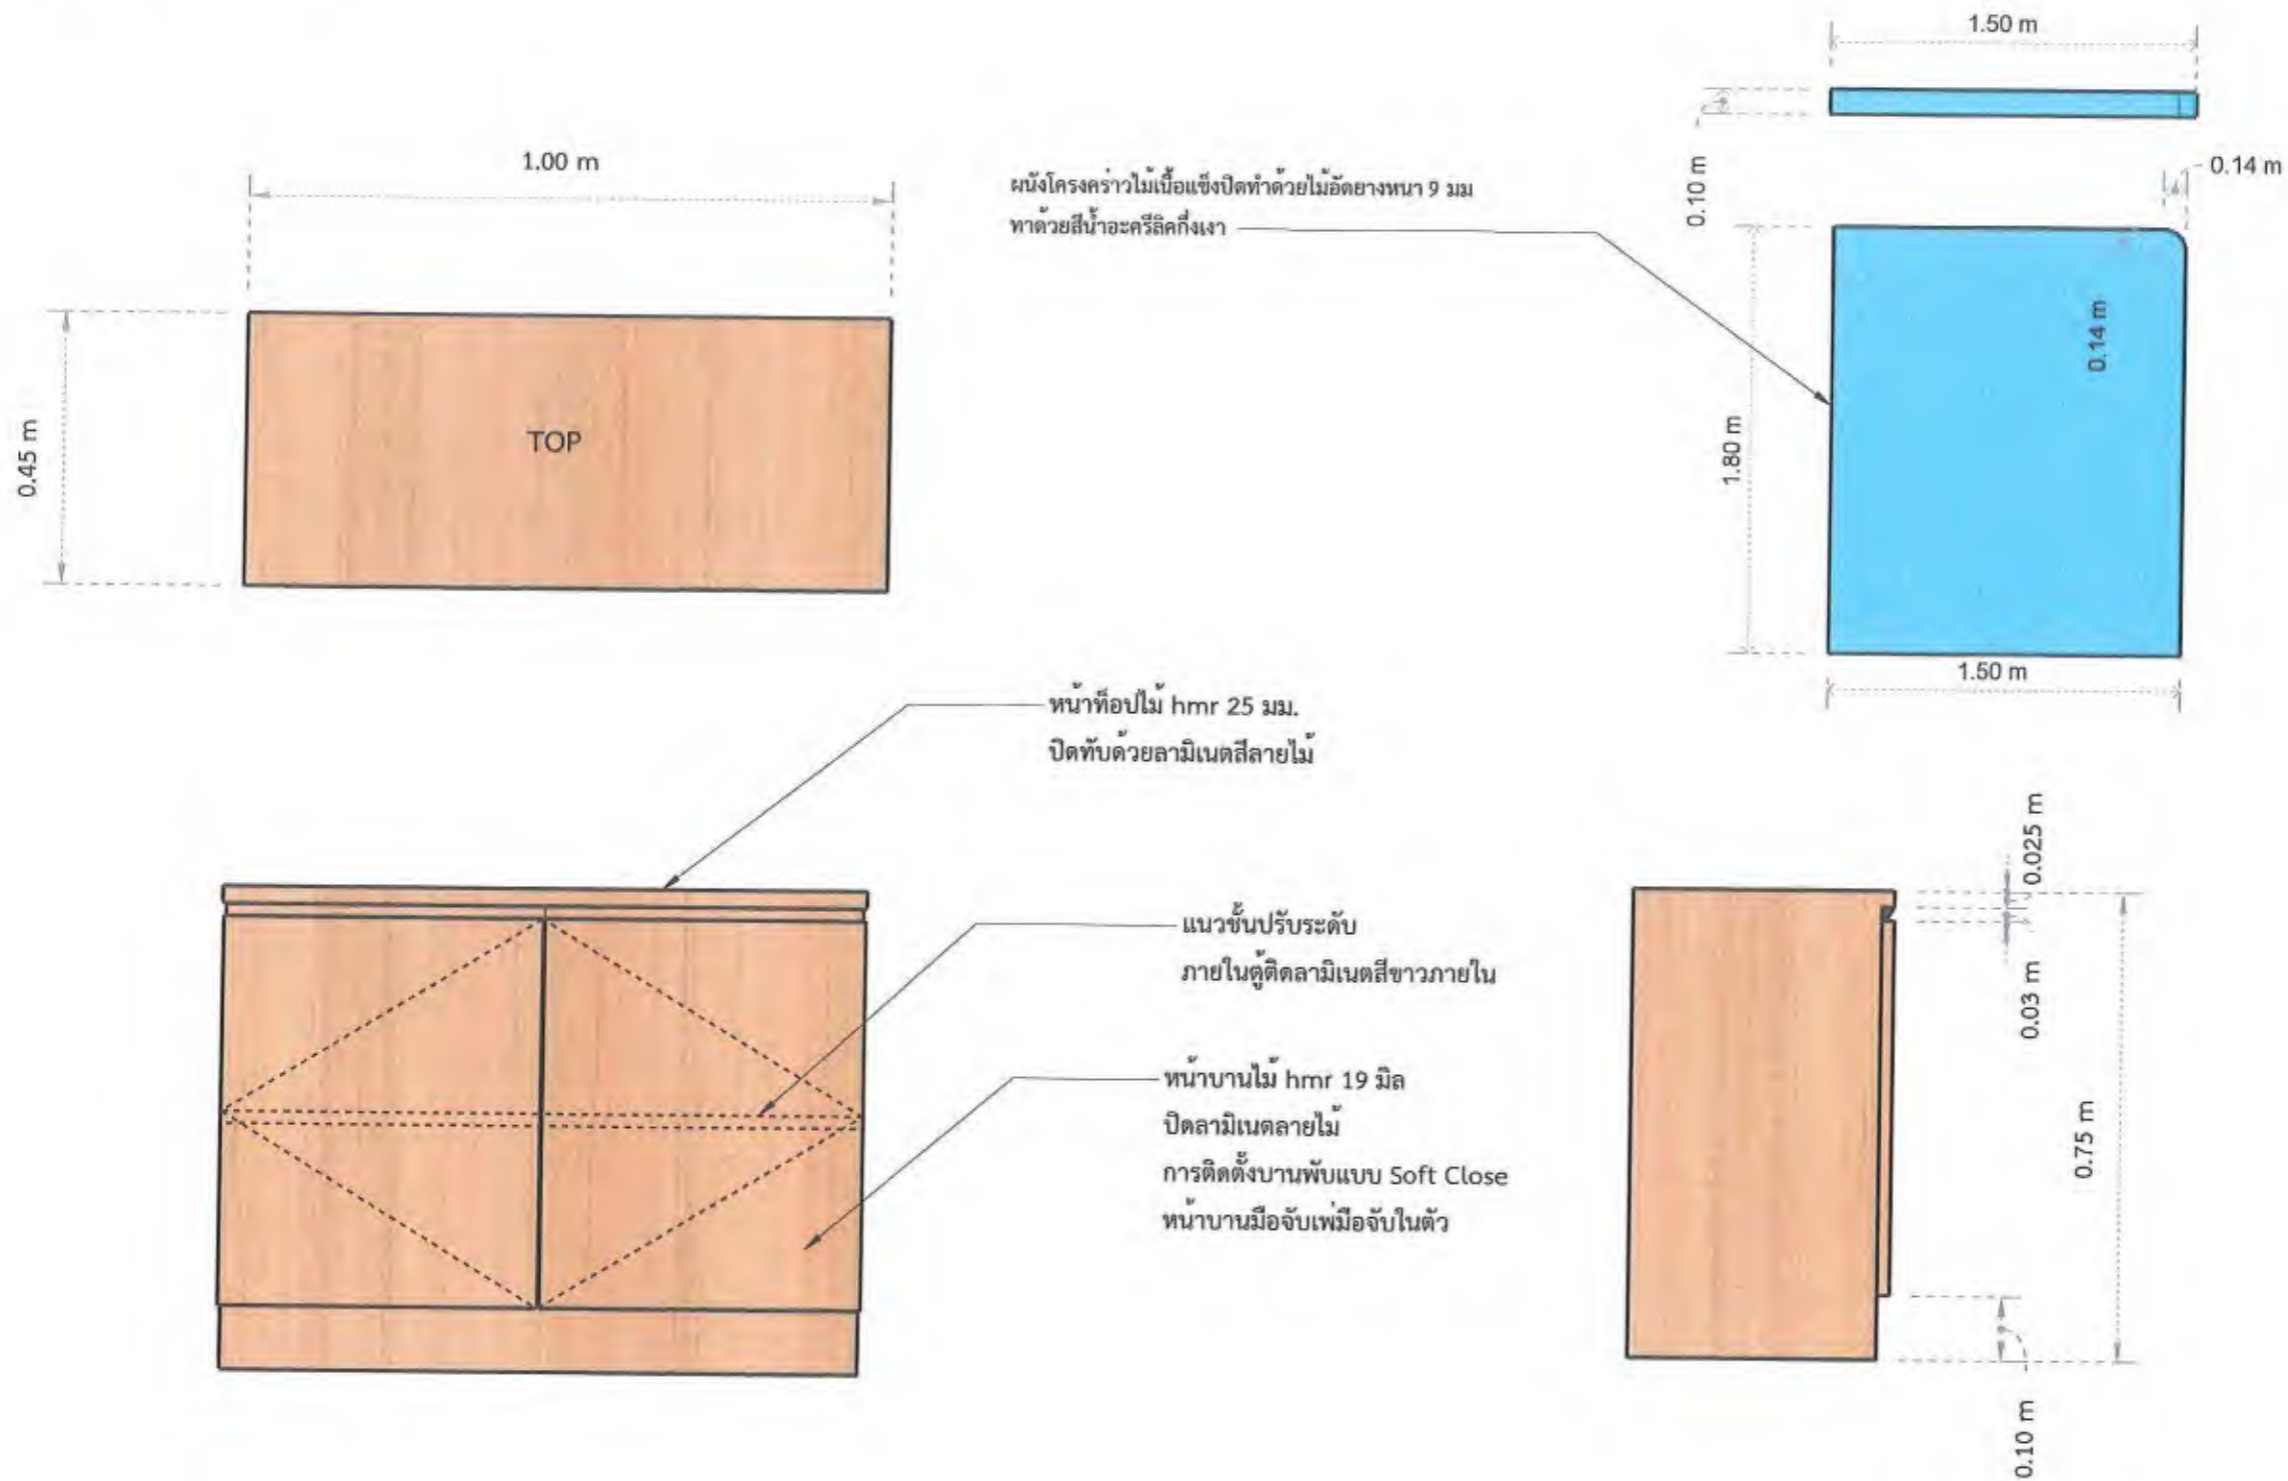 1.50 m
0.10 m
0.14 m
1.00 m
ผนังโครงคร่าวไม้เนื้อแข็งปิดทำด้วยไม้อัดยางหนา 9 มม
ทาด้วยสีน้ำอะครีลิคกึ่งเงา
0.45 m
TOP
0.14 m
1.80 m
1.50 m
หน้าท็อปไม้ hmr 25 มม.
ปิดทับด้วยลามิเนตสีลายไม้
แนวชั้นปรับระดับ
ภายในตู้ติดลามิเนตสีขาวภายใน
หน้าบานไม้ hmr 19 มิล
ปิดลามิเนตลายไม้
การติดตั้งบานพับแบบ Soft Close
หน้าบานมือจับเพ่มือจับในตัว
0.025 m
0.03 m
0.75 m
0.10 m